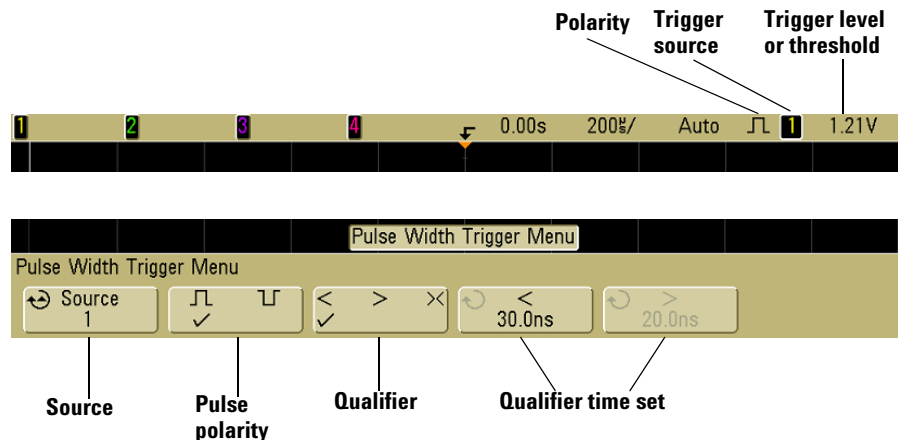 Polarity Trigger source Trigger level or threshold
1 2 3 4 0.00s 200㎲/ Auto 1 1.21V
Pulse Width Trigger Menu
Pulse Width Trigger Menu
Source < > ><  < >
1 30.0ns 20.0ns
Source Pulse polarity Qualifier Qualifier time set